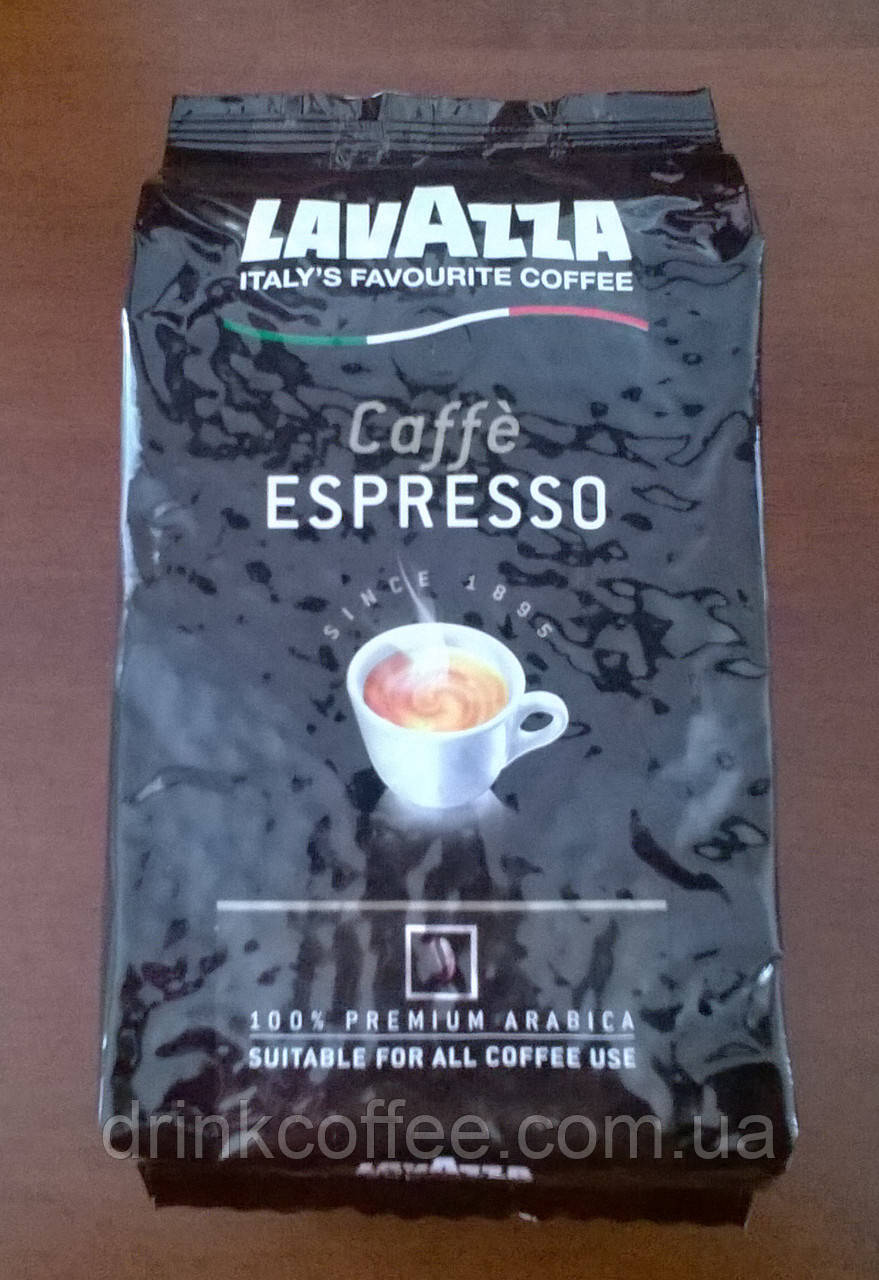 LAVAZZA
ITALY'S FAVOURITE COFFEE
Caffè
ESPRESSO
SINCE 1895
100% PREMIUM ARABICA
SUITABLE FOR ALL COFFEE USE
drinkcoffee.com.ua
LAVAZZA